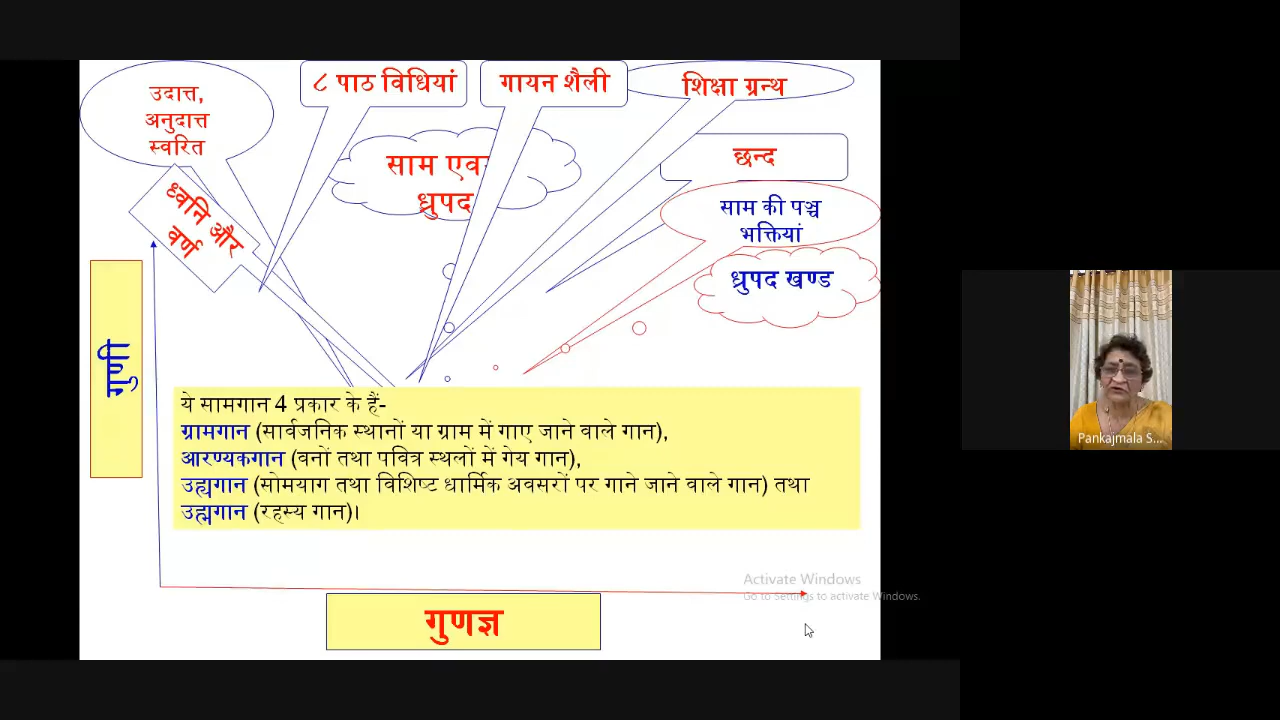 उदात्त,
अनुदात्त
स्वरित
८ पाठ विधियां
गायन शैली
शिक्षा ग्रन्थ
साम एव
ध्रुपद
छन्द
ध्वनि और
वर्ण
साम की पञ्च
भक्तियां
ध्रुपद खण्ड
गुणी
ये सामगान 4 प्रकार के हैं-
ग्रामगान (सार्वजनिक स्थानों या ग्राम में गाए जाने वाले गान),
आरण्यकगान (वनों तथा पवित्र स्थलों में गेय गान),
उह्यगान (सोमयाग तथा विशिष्ट धार्मिक अवसरों पर गाने जाने वाले गान) तथा
उह्मगान (रहस्य गान)।
गुणज्ञ
Activate Windows
Go to Settings to activate Windows.
Pankajmala S...